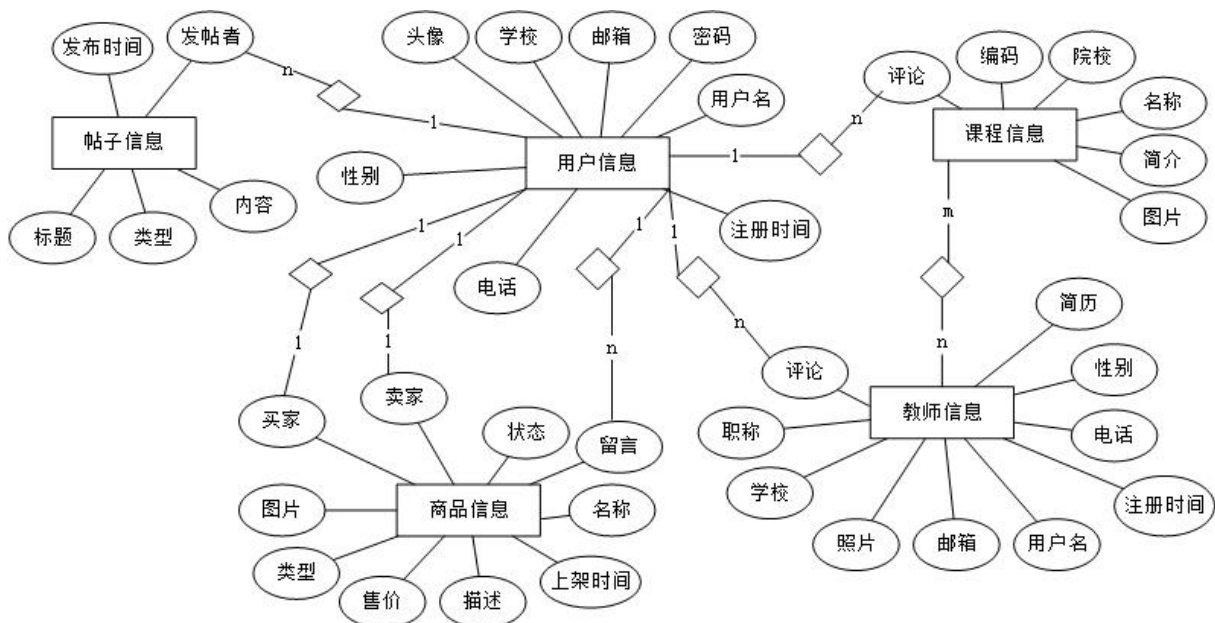 发布时间
发帖者
头像
学校
邮箱
密码
用户名
n
1
帖子信息
标题
类型
内容
用户信息
性别
电话
注册时间
1
n
评论
编码
院校
名称
课程信息
简介
图片
m
n
1
1
1
1
1
1
n
n
买家
卖家
状态
留言
图片
商品信息
名称
类型
售价
描述
上架时间
评论
简历
性别
职称
教师信息
电话
学校
照片
邮箱
用户名
注册时间